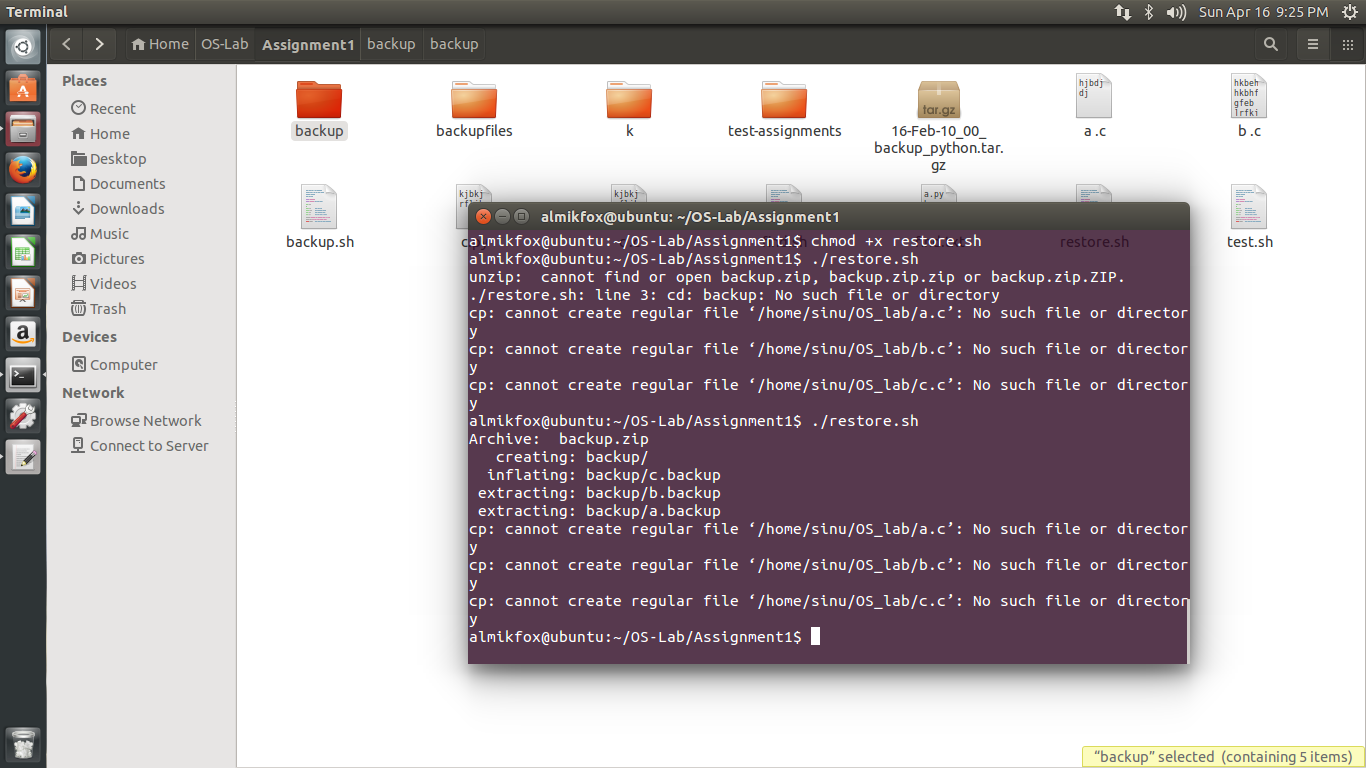 Terminal
Sun Apr 16 9:25 PM
Home OS-Lab Assignment1 backup backup
Places
Recent
Home
Desktop
Documents
Downloads
Music
Pictures
Videos
Trash
Devices
Computer
Network
Browse Network
Connect to Server
backup
backupfiles
k
test-assignments
tar.gz
16-Feb-10_00_
backup_python.tar.
gz
hjbdj
dj
a .c
hkbeh
hkbhf
gfeb
lrfki
b .c
backup.sh
kjbkj
kjbkj
a.py
restore.sh
test.sh
almikfox@ubuntu: ~/OS-Lab/Assignment1
almikfox@ubuntu:~/OS-Lab/Assignment1$ chmod +x restore.sh
almikfox@ubuntu:~/OS-Lab/Assignment1$ ./restore.sh
unzip:  cannot find or open backup.zip, backup.zip.zip or backup.zip.ZIP.
./restore.sh: line 3: cd: backup: No such file or directory
cp: cannot create regular file ‘/home/sinu/OS_lab/a.c’: No such file or director
y
cp: cannot create regular file ‘/home/sinu/OS_lab/b.c’: No such file or director
y
cp: cannot create regular file ‘/home/sinu/OS_lab/c.c’: No such file or director
y
almikfox@ubuntu:~/OS-Lab/Assignment1$ ./restore.sh
Archive:  backup.zip
   creating: backup/
  inflating: backup/c.backup
 extracting: backup/b.backup
 extracting: backup/a.backup
cp: cannot create regular file ‘/home/sinu/OS_lab/a.c’: No such file or director
y
cp: cannot create regular file ‘/home/sinu/OS_lab/b.c’: No such file or director
y
cp: cannot create regular file ‘/home/sinu/OS_lab/c.c’: No such file or director
y
almikfox@ubuntu:~/OS-Lab/Assignment1$
“backup” selected (containing 5 items)